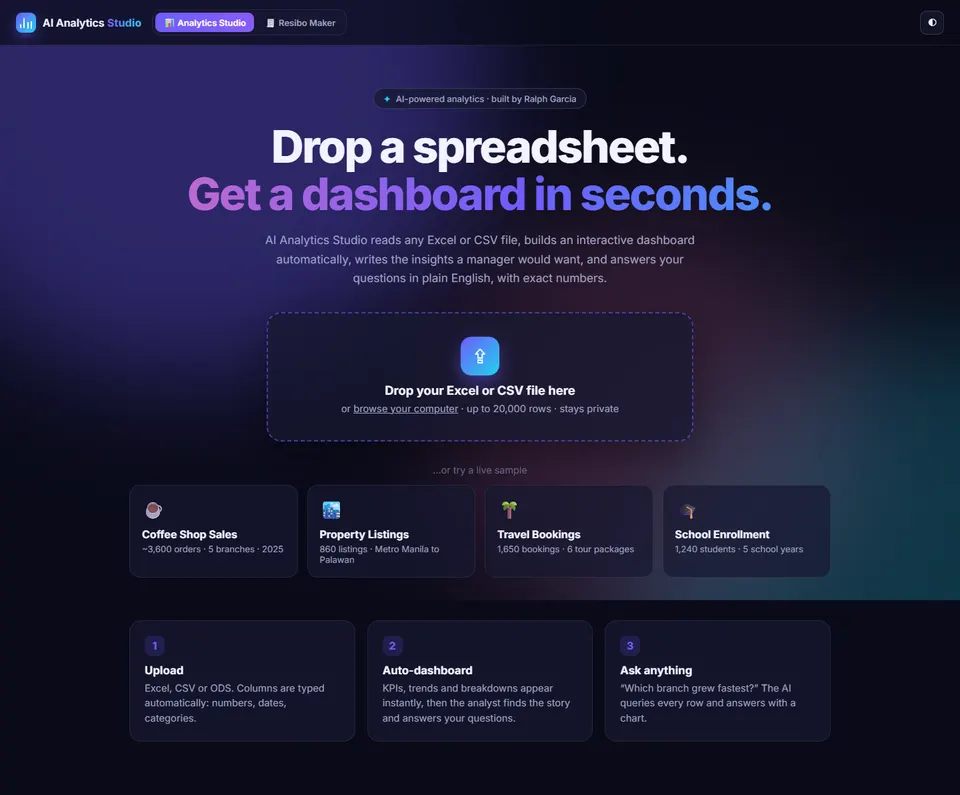 AI Analytics Studio
Analytics Studio
Resibo Maker
✦ AI-powered analytics · built by Ralph Garcia
Drop a spreadsheet.
Get a dashboard in seconds.
AI Analytics Studio reads any Excel or CSV file, builds an interactive dashboard
automatically, writes the insights a manager would want, and answers your
questions in plain English, with exact numbers.
Drop your Excel or CSV file here
or browse your computer · up to 20,000 rows · stays private
...or try a live sample
Coffee Shop Sales
~3,600 orders · 5 branches · 2025
Property Listings
860 listings · Metro Manila to
Palawan
Travel Bookings
1,650 bookings · 6 tour packages
School Enrollment
1,240 students · 5 school years
1
Upload
Excel, CSV or ODS. Columns are typed
automatically: numbers, dates,
categories.
2
Auto-dashboard
KPIs, trends and breakdowns appear
instantly, then the analyst finds the story
and answers your questions.
3
Ask anything
“Which branch grew fastest?” The AI
queries every row and answers with a
chart.